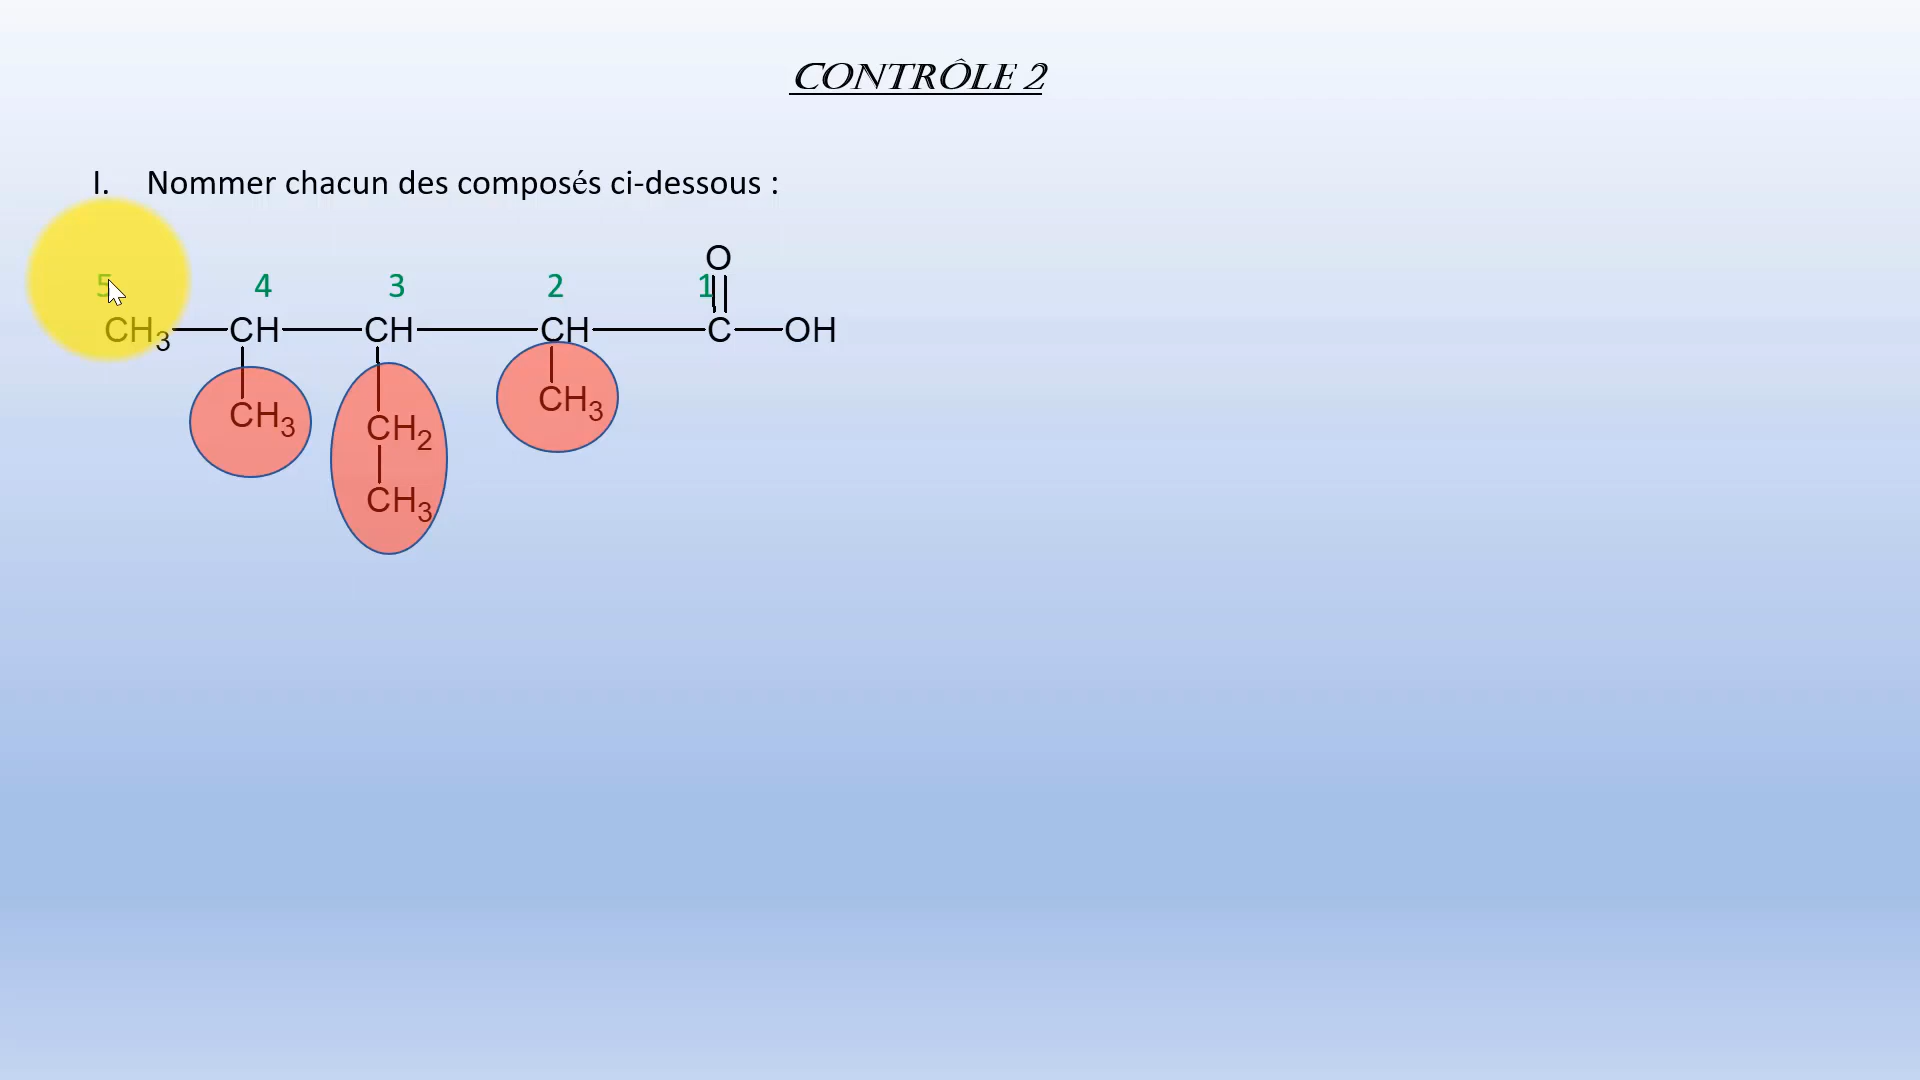 CONTRÔLE 2
I. Nommer chacun des composés ci-dessous :
O
5 4 3 2 1
CH3 CH CH CH C OH
CH3 CH2 CH3
CH3